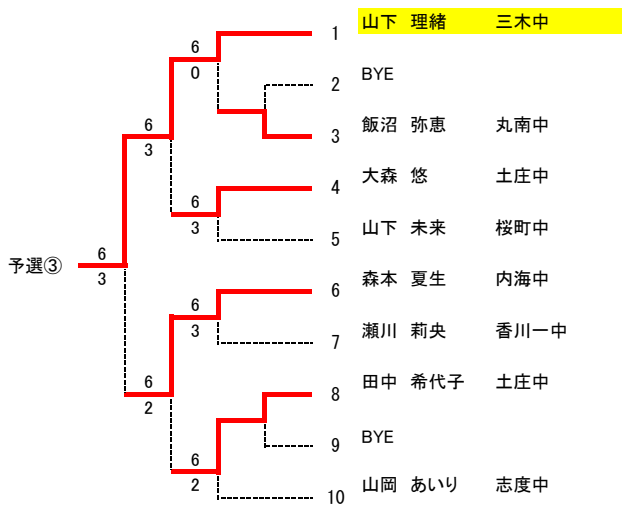 1 山下 理緒 三木中
6
0
2 BYE
6
3
3 飯沼 弥恵 丸南中
4 大森 悠 土庄中
6
3
5 山下 未来 桜町中
予選③
6
3
6 森本 夏生 内海中
6
3
7 瀬川 莉央 香川一中
6
2
8 田中 希代子 土庄中
9 BYE
6
2
10 山岡 あいり 志度中